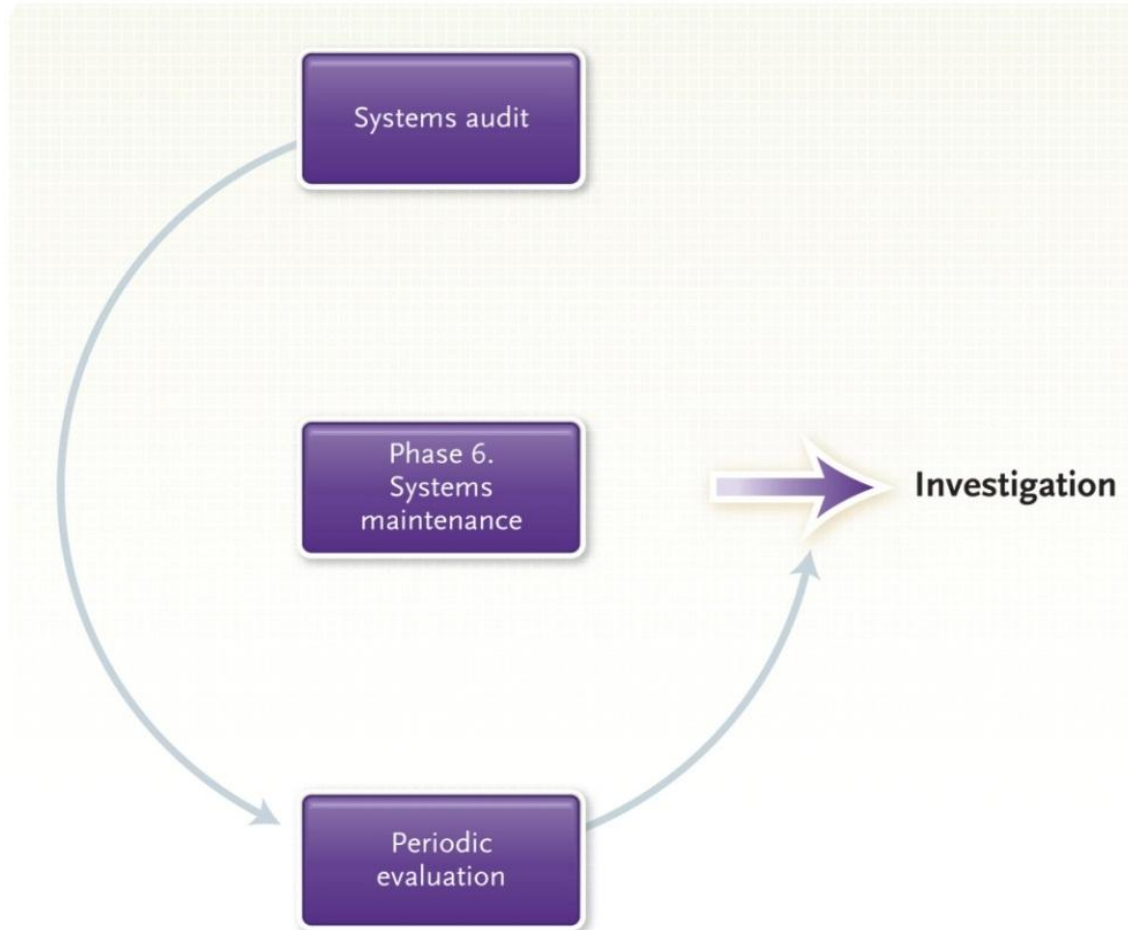 Systems audit
Phase 6.
Systems
maintenance
Investigation
Periodic
evaluation